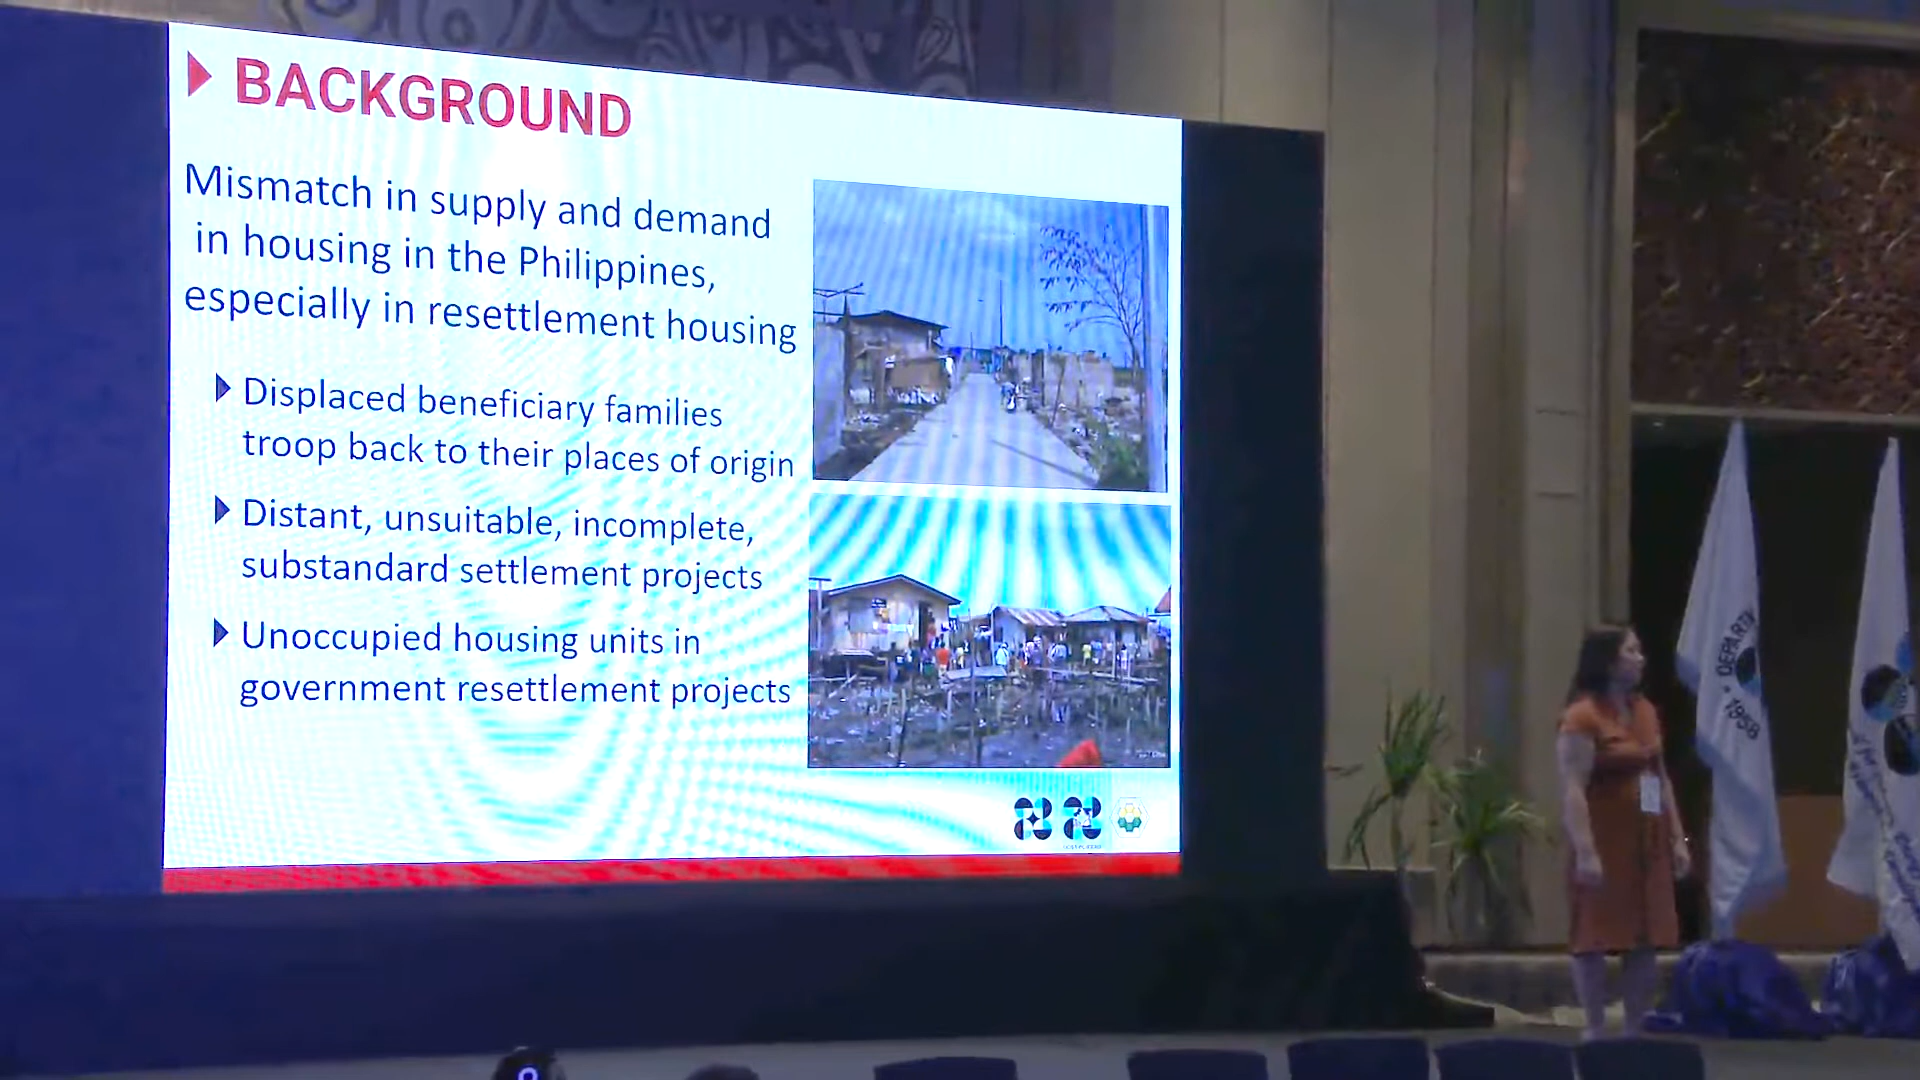 BACKGROUND
Mismatch in supply and demand
in housing in the Philippines,
especially in resettlement housing
Displaced beneficiary families
troop back to their places of origin
Distant, unsuitable, incomplete,
substandard settlement projects
Unoccupied housing units in
government resettlement projects
1958